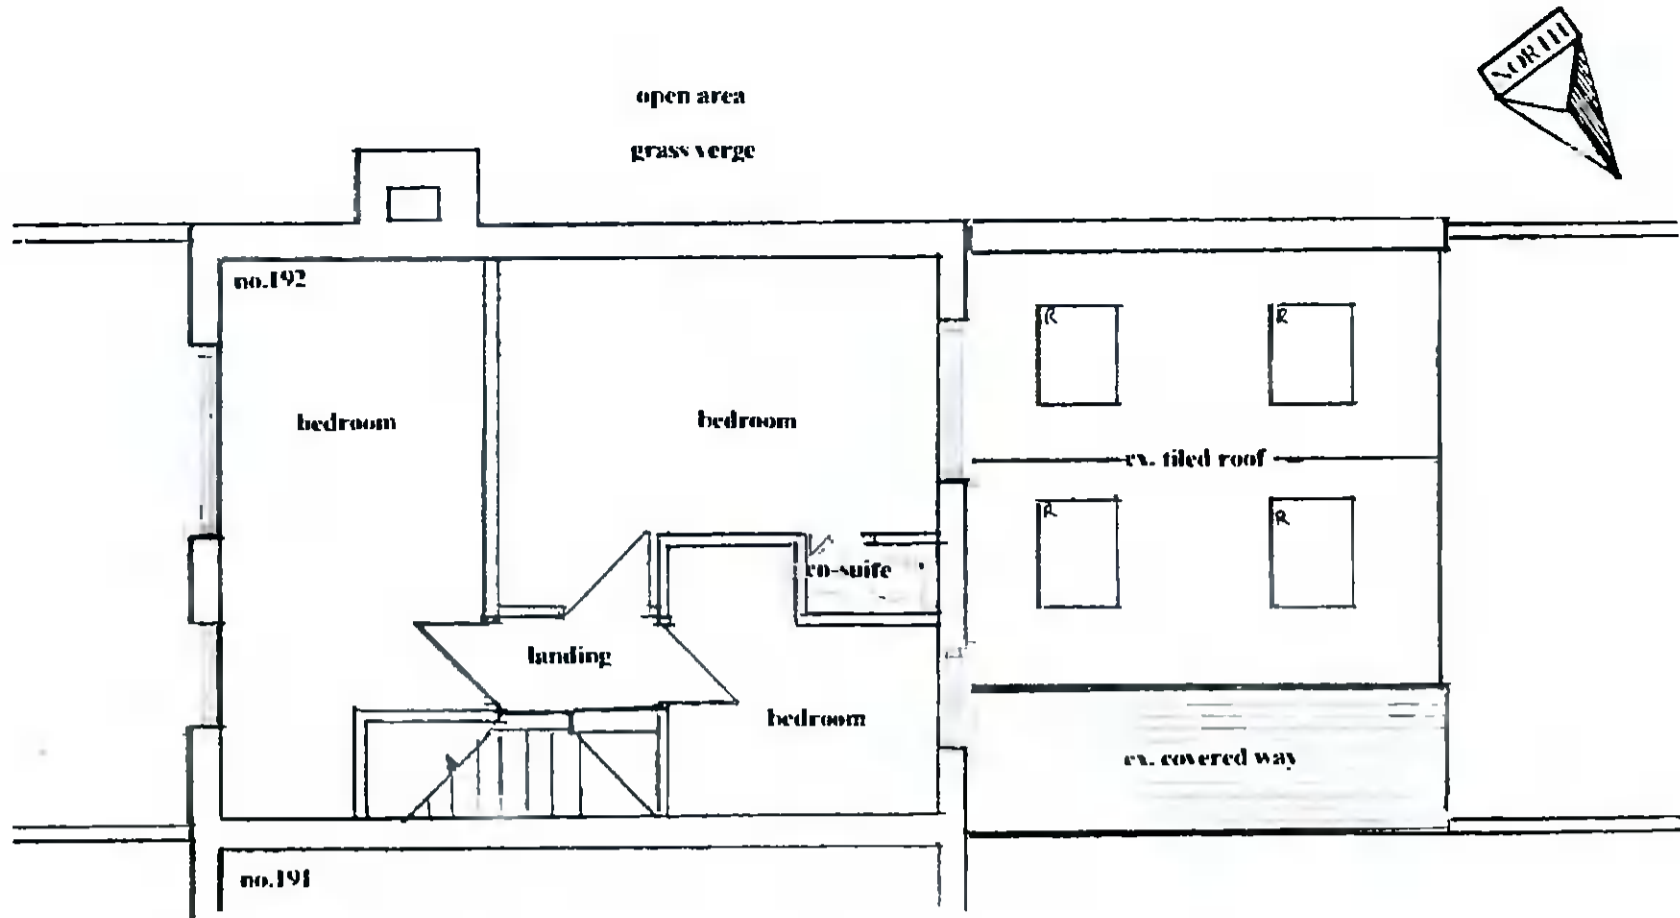 NORTH
open area
grass verge
no.192
R
R
bedroom
bedroom
ex. tiled roof
R
R
en-suite
landing
bedroom
ex. covered way
no.191